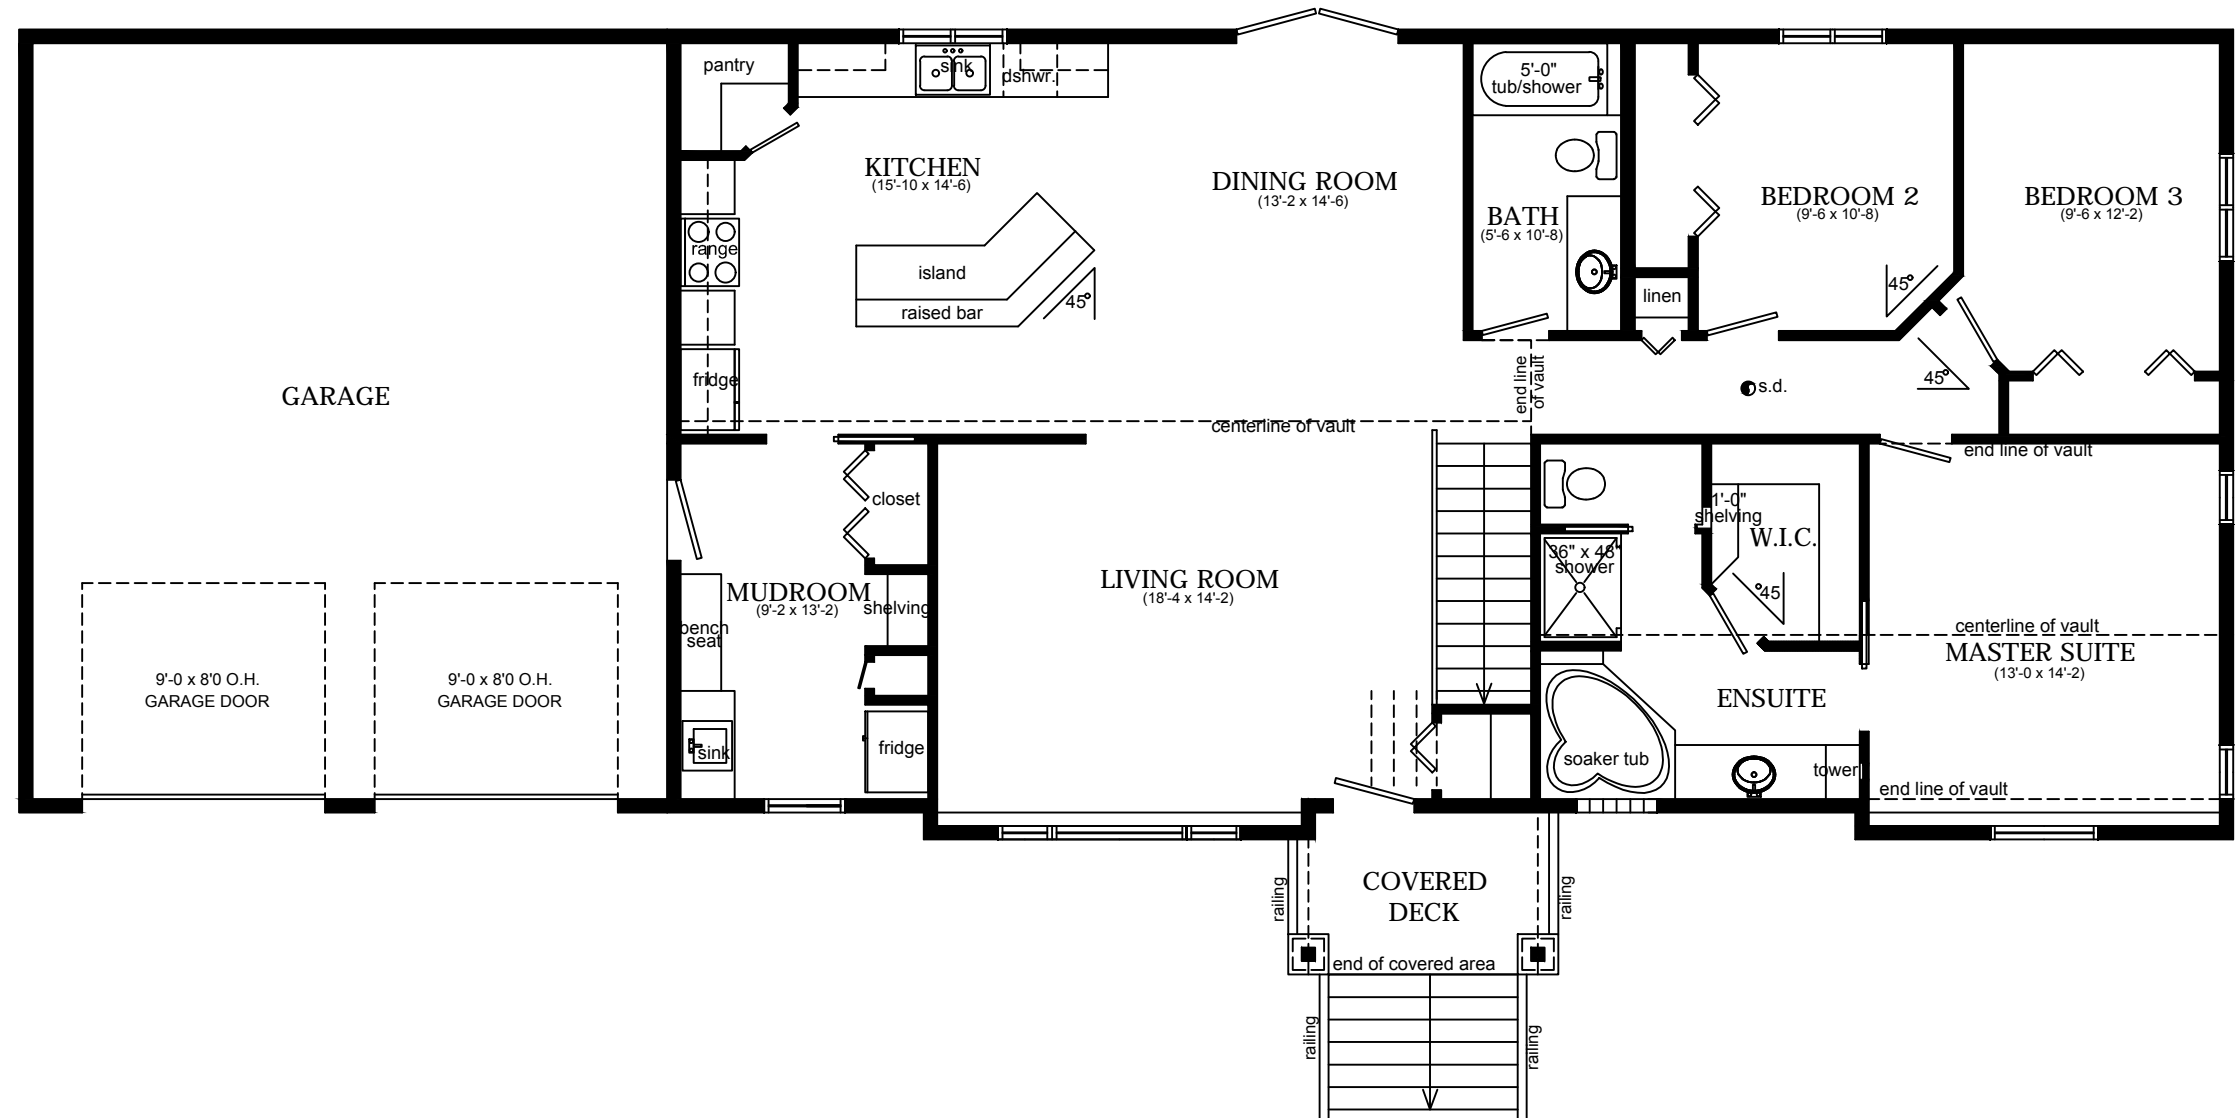 pantry
sink
dshwr.
5'-0"
tub/shower
KITCHEN
(15'-10 x 14'-6)
DINING ROOM
(13'-2 x 14'-6)
BATH
(5'-6 x 10'-8)
BEDROOM 2
(9'-6 x 10'-8)
BEDROOM 3
(9'-6 x 12'-2)
range
island
raised bar
45°
linen
45°
fridge
end line
of vault
s.d.
45°
GARAGE
centerline of vault
end line of vault
closet
1'-0"
shelving
W.I.C.
36" x 48"
shower
LIVING ROOM
(18'-4 x 14'-2)
MUDROOM
(9'-2 x 13'-2)
shelving
°45
bench
seat
centerline of vault
MASTER SUITE
(13'-0 x 14'-2)
9'-0 x 8'0 O.H.
GARAGE DOOR
9'-0 x 8'0 O.H.
GARAGE DOOR
ENSUITE
sink
fridge
soaker tub
tower
end line of vault
COVERED
DECK
railing
railing
end of covered area
railing
railing